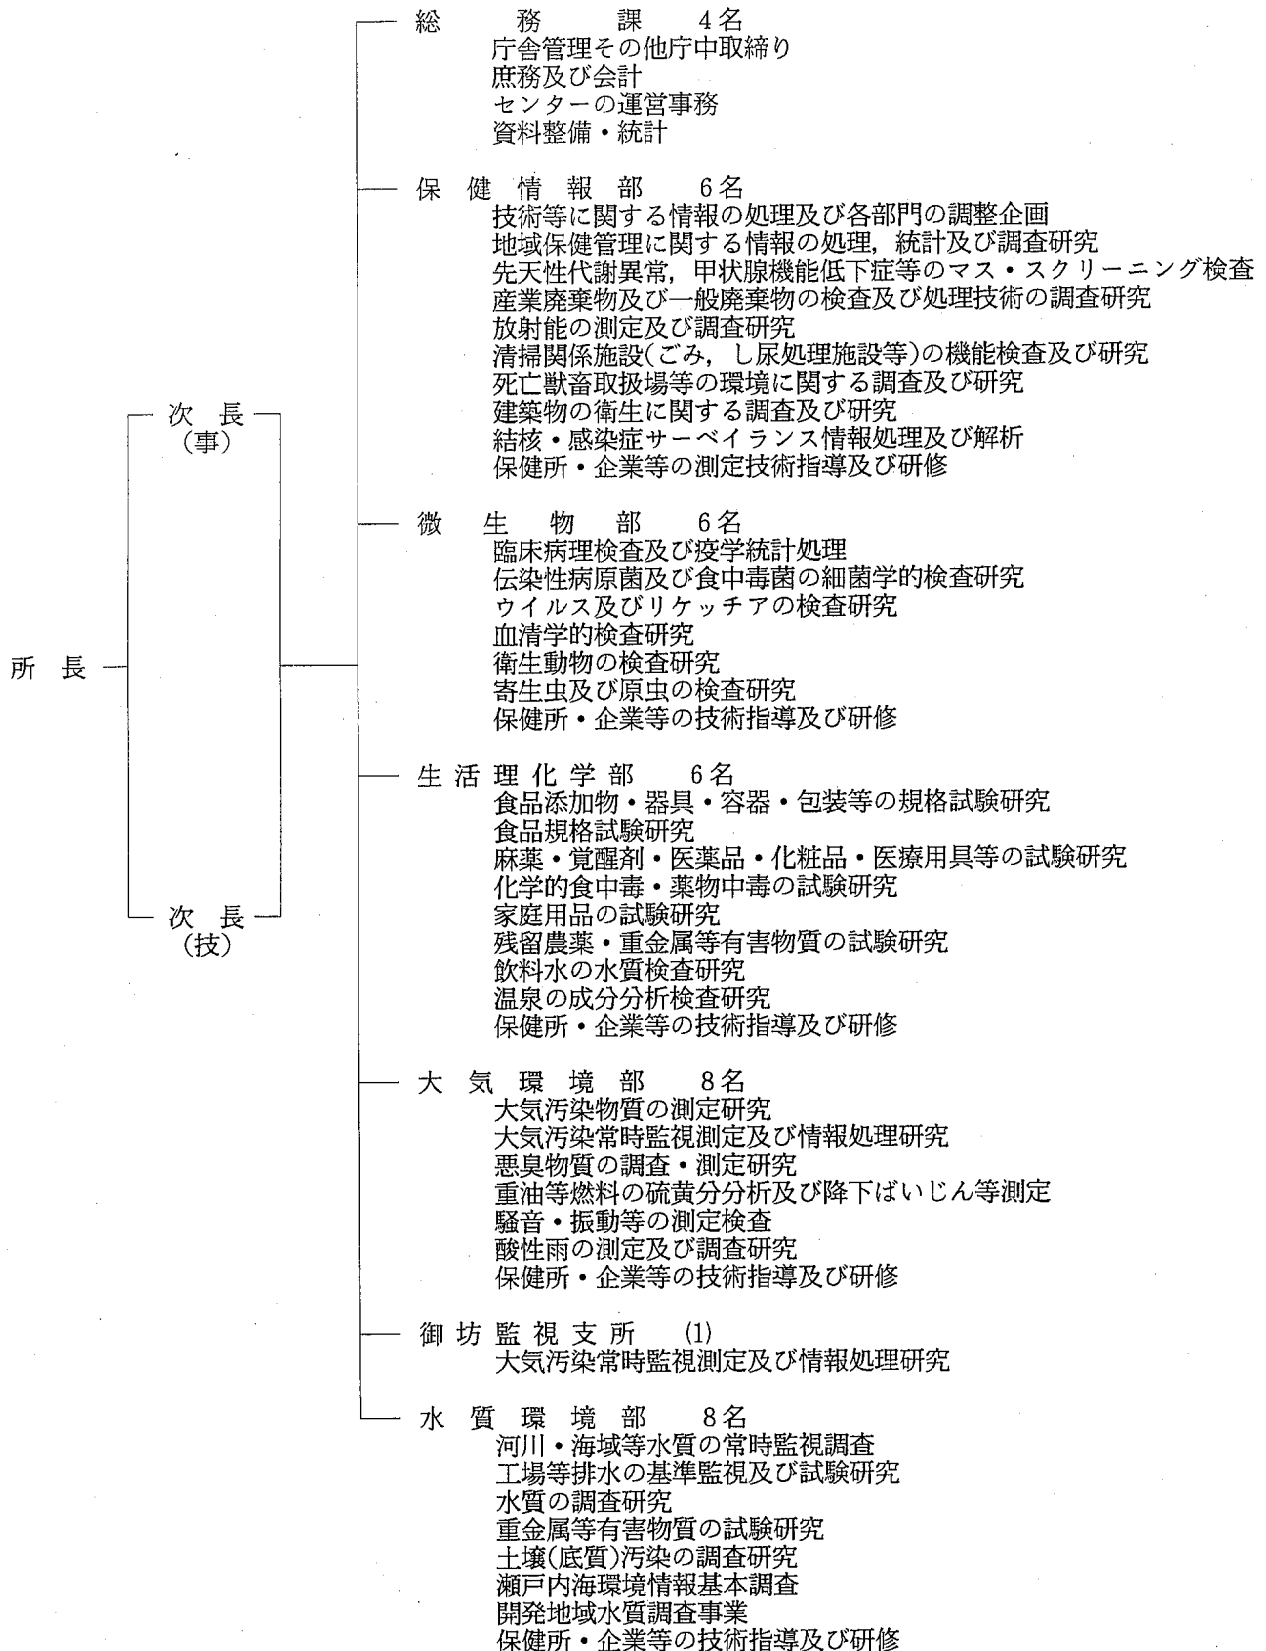 総務課 4名
庁舎管理その他庁中取締り
庶務及び会計
センターの運営事務
資料整備・統計
保健情報部 6名
技術等に関する情報の処理及び各部門の調整企画
地域保健管理に関する情報の処理，統計及び調査研究
先天性代謝異常，甲状腺機能低下症等のマス・スクリーニング検査
産業廃棄物及び一般廃棄物の検査及び処理技術の調査研究
放射能の測定及び調査研究
清掃関係施設(ごみ，し尿処理施設等)の機能検査及び研究
死亡獣畜取扱場等の環境に関する調査及び研究
建築物の衛生に関する調査及び研究
結核・感染症サーベイランス情報処理及び解析
保健所・企業等の測定技術指導及び研修
次長
(事)
微生物部 6名
臨床病理検査及び疫学統計処理
伝染性病原菌及び食中毒菌の細菌学的検査研究
ウイルス及びリケッチアの検査研究
血清学的検査研究
衛生動物の検査研究
寄生虫及び原虫の検査研究
保健所・企業等の技術指導及び研修
所長
生活理化学部 6名
食品添加物・器具・容器・包装等の規格試験研究
食品規格試験研究
麻薬・覚醒剤・医薬品・化粧品・医療用具等の試験研究
化学的食中毒・薬物中毒の試験研究
家庭用品の試験研究
残留農薬・重金属等有害物質の試験研究
飲料水の水質検査研究
温泉の成分分析検査研究
保健所・企業等の技術指導及び研修
次長
(技)
大気環境部 8名
大気汚染物質の測定研究
大気汚染常時監視測定及び情報処理研究
悪臭物質の調査・測定研究
重油等燃料の硫黄分分析及び降下ばいじん等測定
騒音・振動等の測定検査
酸性雨の測定及び調査研究
保健所・企業等の技術指導及び研修
御坊監視支所 (1)
大気汚染常時監視測定及び情報処理研究
水質環境部 8名
河川・海域等水質の常時監視調査
工場等排水の基準監視及び試験研究
水質の調査研究
重金属等有害物質の試験研究
土壌(底質)汚染の調査研究
瀬戸内海環境情報基本調査
開発地域水質調査事業
保健所・企業等の技術指導及び研修